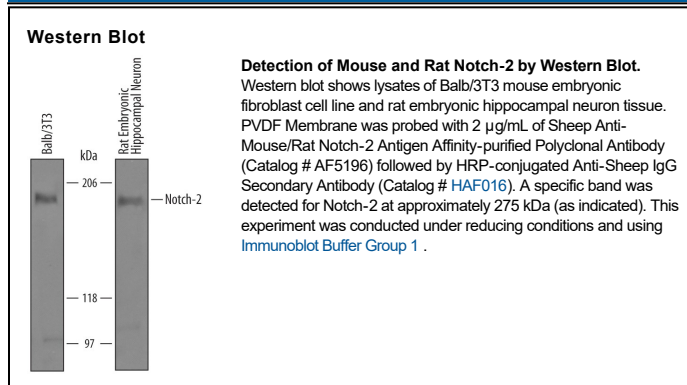 Western Blot
Balb/3T3
Rat Embryonic
Hippocampal Neuron
kDa
206
Notch-2
118
97
Detection of Mouse and Rat Notch-2 by Western Blot.
Western blot shows lysates of Balb/3T3 mouse embryonic
fibroblast cell line and rat embryonic hippocampal neuron tissue.
PVDF Membrane was probed with 2 µg/mL of Sheep Anti-
Mouse/Rat Notch-2 Antigen Affinity-purified Polyclonal Antibody
(Catalog # AF5196) followed by HRP-conjugated Anti-Sheep IgG
Secondary Antibody (Catalog # HAF016). A specific band was
detected for Notch-2 at approximately 275 kDa (as indicated). This
experiment was conducted under reducing conditions and using
Immunoblot Buffer Group 1 .